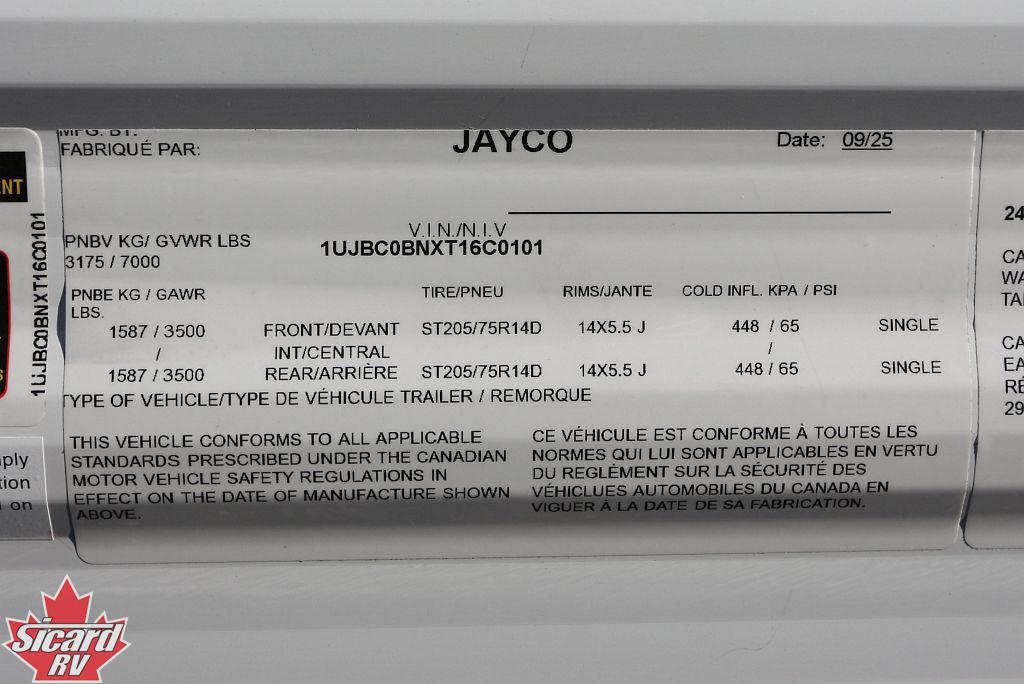 MFG. BY:
FABRIQUÉ PAR:
JAYCO
Date: 09/25
V.I.N./N.I.V
1UJBC0BNXT16C0101
PNBV KG/ GVWR LBS
3175 / 7000
PNBE KG / GAWR LBS. TIRE/PNEU RIMS/JANTE COLD INFL. KPA / PSI
1587 / 3500 FRONT/DEVANT ST205/75R14D 14X5.5 J 448 / 65 SINGLE
/ INT/CENTRAL /
1587 / 3500 REAR/ARRIÈRE ST205/75R14D 14X5.5 J 448 / 65 SINGLE
TYPE OF VEHICLE/TYPE DE VÉHICULE TRAILER / REMORQUE
THIS VEHICLE CONFORMS TO ALL APPLICABLE
STANDARDS PRESCRIBED UNDER THE CANADIAN
MOTOR VEHICLE SAFETY REGULATIONS IN
EFFECT ON THE DATE OF MANUFACTURE SHOWN
ABOVE.
CE VÉHICULE EST CONFORME À TOUTES LES
NORMES QUI LUI SONT APPLICABLES EN VERTU
DU REGLEMENT SUR LA SÉCURITÉ DES
VÉHICLUES AUTOMOBILES DU CANADA EN
VIGUER À LA DATE DE SA FABRICATION.
1UJBC0BNXT16C0101
NT
on
24
CA
WA
CA
EA
RÉ
29
Sicard
RV